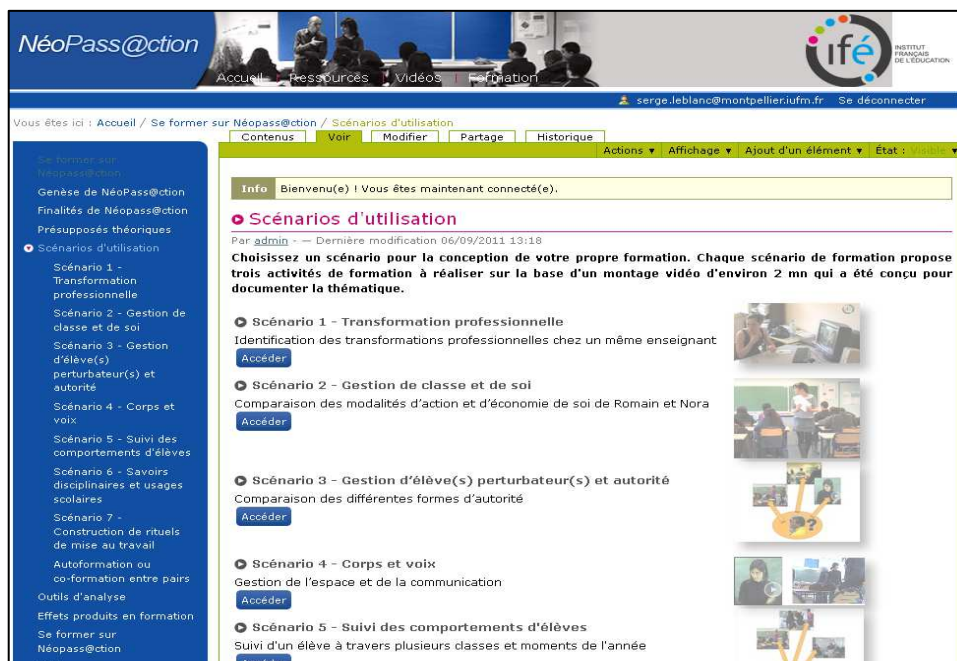 NéoPass@ction
Accueil | Ressources | Vidéos | Formation
ifé
INSTITUT
FRANÇAIS
DE L'ÉDUCATION
serge.leblanc@montpellier.iufm.fr Se déconnecter
Vous êtes ici : Accueil / Se former sur Néopass@ction / Scénarios d'utilisation
Contenus Voir Modifier Partage Historique
Actions Affichage Ajout d'un élément État : Visible
Se former sur
Néopass@ction
Genèse de NéoPass@ction
Finalités de Néopass@ction
Présupposés théoriques
Scénarios d'utilisation
Scénario 1 -
Transformation
professionnelle
Scénario 2 - Gestion de
classe et de soi
Scénario 3 - Gestion
d'élève(s)
perturbateur(s) et
autorité
Scénario 4 - Corps et
voix
Scénario 5 - Suivi des
comportements d'élèves
Scénario 6 - Savoirs
disciplinaires et usages
scolaires
Scénario 7 -
Construction de rituels
de mise au travail
Autoformation ou
co-formation entre pairs
Outils d'analyse
Effets produits en formation
Se former sur
Néopass@ction
Info Bienvenu(e) ! Vous êtes maintenant connecté(e).
Scénarios d'utilisation
Par admin - — Dernière modification 06/09/2011 13:18
Choisissez un scénario pour la conception de votre propre formation. Chaque scénario de formation propose
trois activités de formation à réaliser sur la base d'un montage vidéo d'environ 2 mn qui a été conçu pour
documenter la thématique.
Scénario 1 - Transformation professionnelle
Identification des transformations professionnelles chez un même enseignant
Accéder
Scénario 2 - Gestion de classe et de soi
Comparaison des modalités d'action et d'économie de soi de Romain et Nora
Accéder
Scénario 3 - Gestion d'élève(s) perturbateur(s) et autorité
Comparaison des différentes formes d'autorité
Accéder
?
Scénario 4 - Corps et voix
Gestion de l'espace et de la communication
Accéder
Scénario 5 - Suivi des comportements d'élèves
Suivi d'un élève à travers plusieurs classes et moments de l'année
Accéder